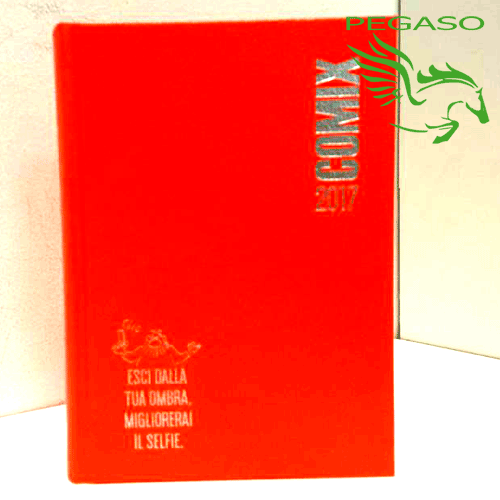 PEGASO
COMIX
2017
ESCI DALLA
TUA OMBRA,
MIGLIORERAI
IL SELFIE.